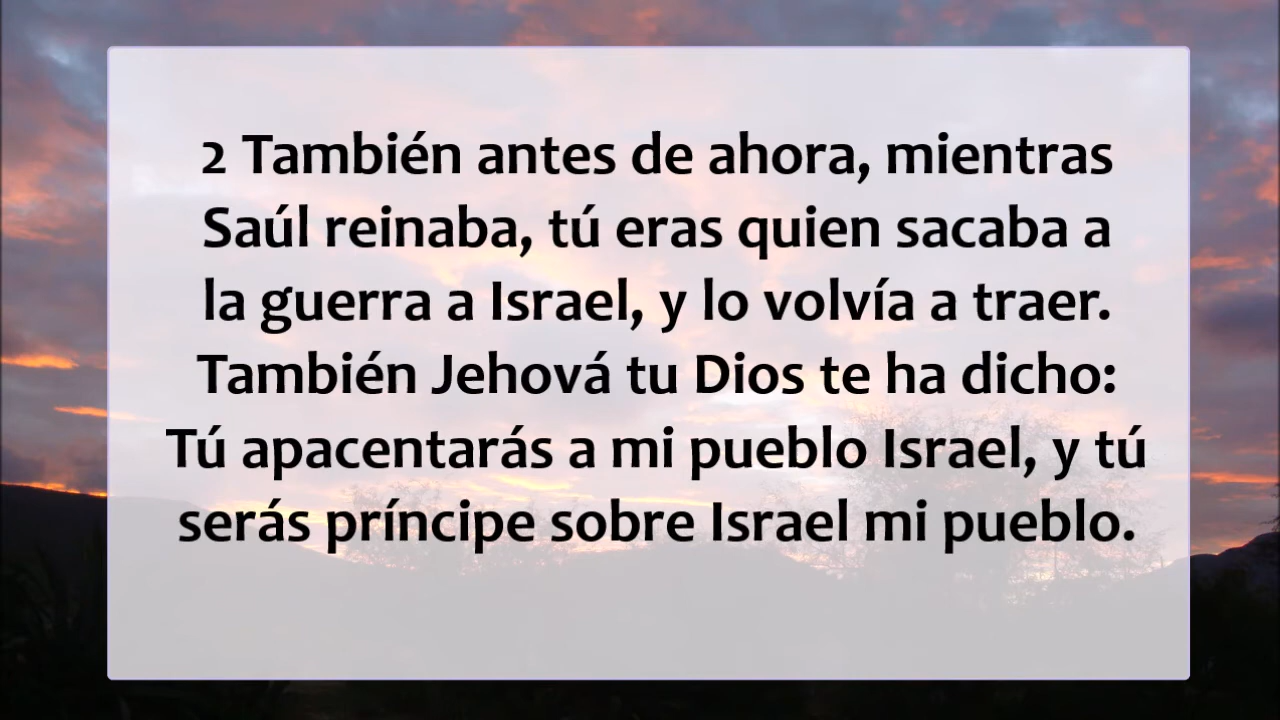 2 También antes de ahora, mientras
Saúl reinaba, tú eras quien sacaba a
la guerra a Israel, y lo volvía a traer.
También Jehová tu Dios te ha dicho:
Tú apacentarás a mi pueblo Israel, y tú
serás príncipe sobre Israel mi pueblo.